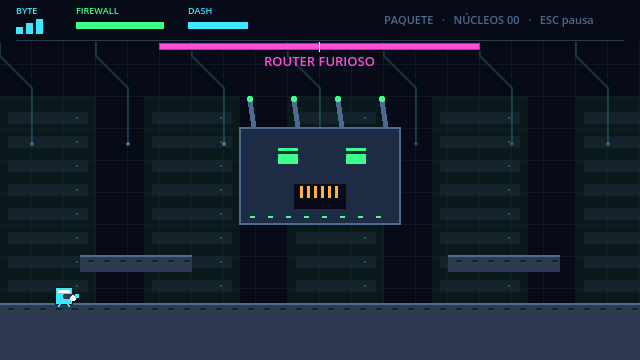 BYTE
FIREWALL
DASH
PAQUETE · NÚCLEOS 00 · ESC pausa
ROUTER FURIOSO